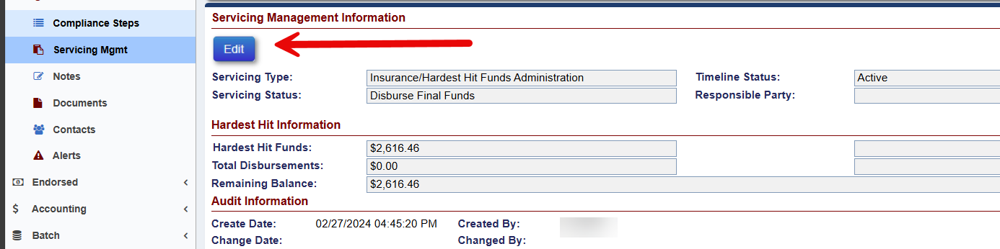 Compliance Steps
Servicing Mgmt
Notes
Documents
Contacts
Alerts
Endorsed
$ Accounting
Batch
Servicing Management Information
Edit
Servicing Type: Insurance/Hardest Hit Funds Administration Timeline Status: Active
Servicing Status: Disburse Final Funds Responsible Party:
Hardest Hit Information
Hardest Hit Funds: $2,616.46
Total Disbursements: $0.00
Remaining Balance: $2,616.46
Audit Information
Create Date: 02/27/2024 04:45:20 PM Created By:
Change Date: Changed By: